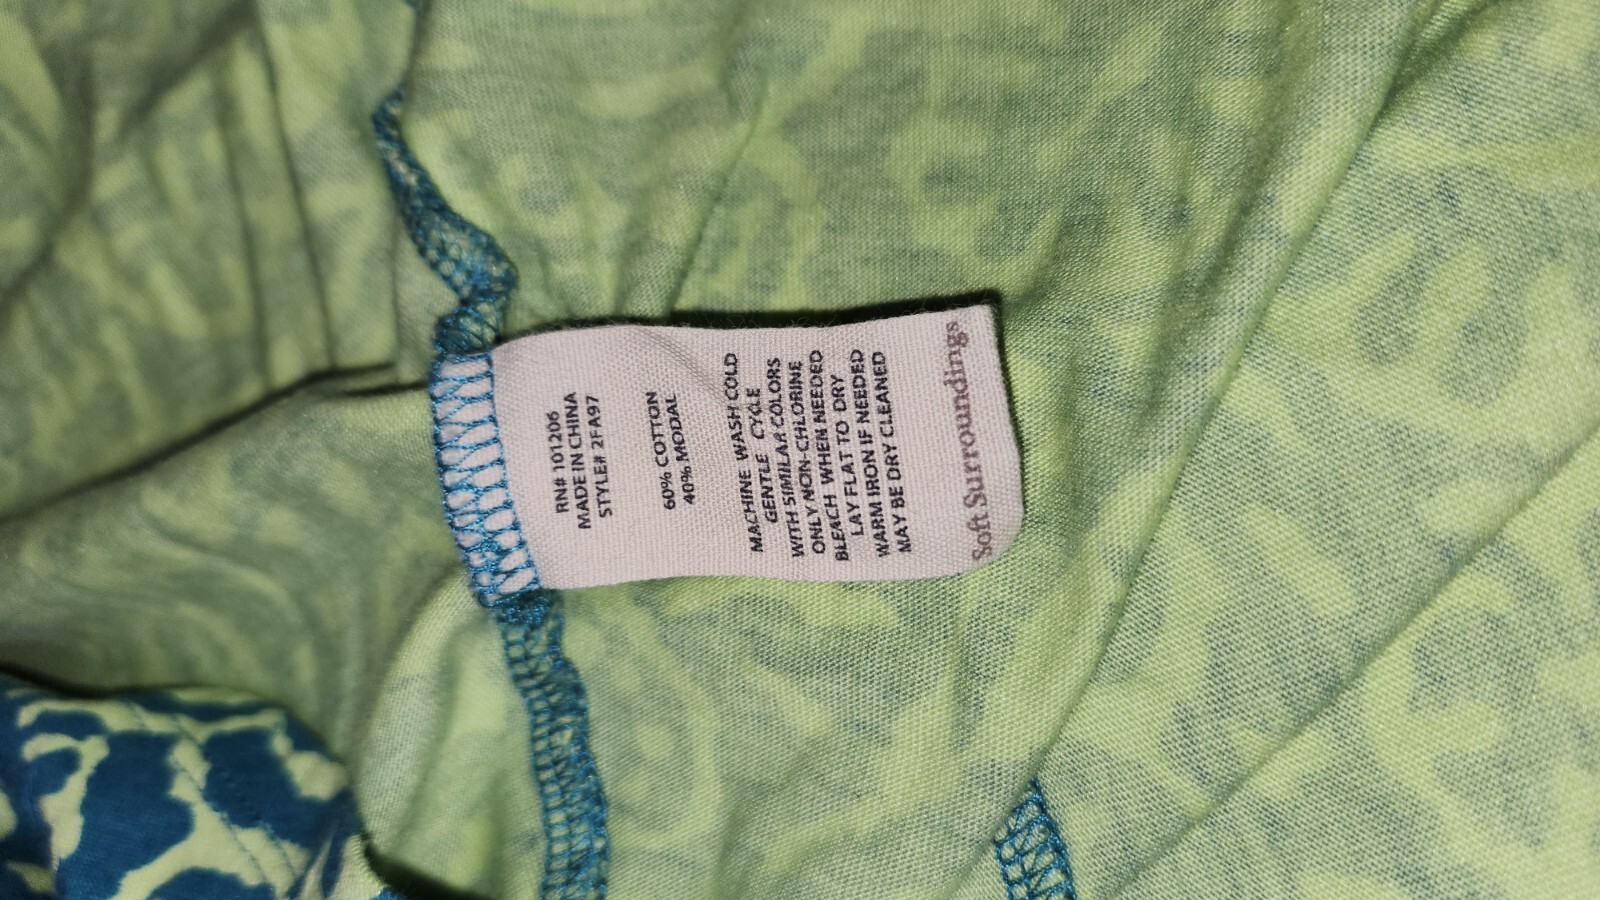 RN# 101206
MADE IN CHINA
STYLE# 2FA97
60% COTTON
40% MODAL
MACHINE WASH COLD
GENTLE CYCLE
WITH SIMILAR COLORS
ONLY NON-CHLORINE
BLEACH WHEN NEEDED
LAY FLAT TO DRY
WARM IRON IF NEEDED
MAY BE DRY CLEANED
Soft Surroundings